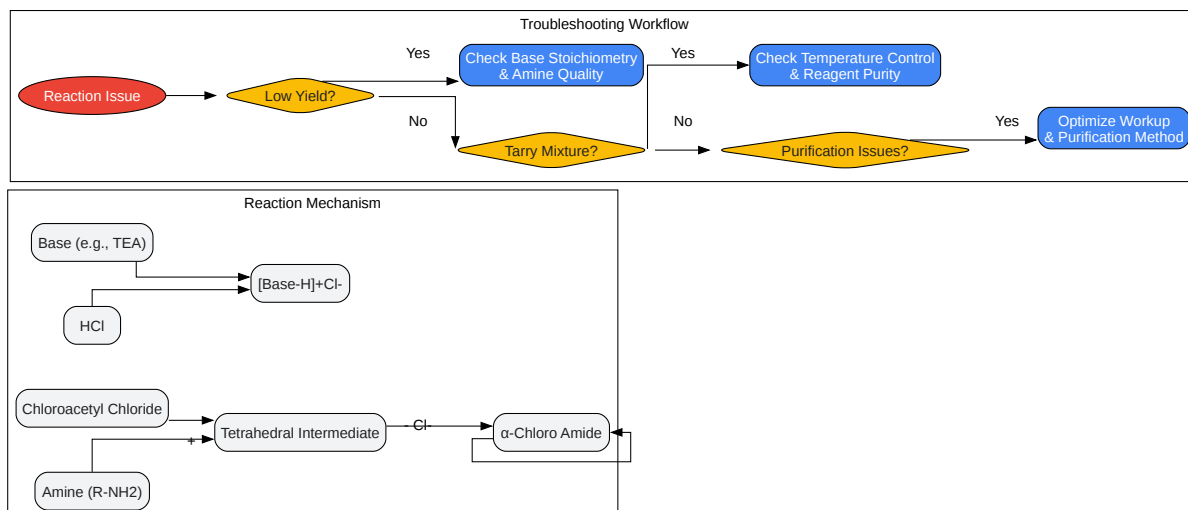 Troubleshooting Workflow
Reaction Issue
Low Yield?
Yes
Check Base Stoichiometry
& Amine Quality
No
Tarry Mixture?
Yes
Check Temperature Control
& Reagent Purity
No
Purification Issues?
Yes
Optimize Workup
& Purification Method
Reaction Mechanism
Base (e.g., TEA)
[Base-H]+Cl-
HCl
Chloroacetyl Chloride
+
Tetrahedral Intermediate
- Cl-
α-Chloro Amide
Amine (R-NH2)